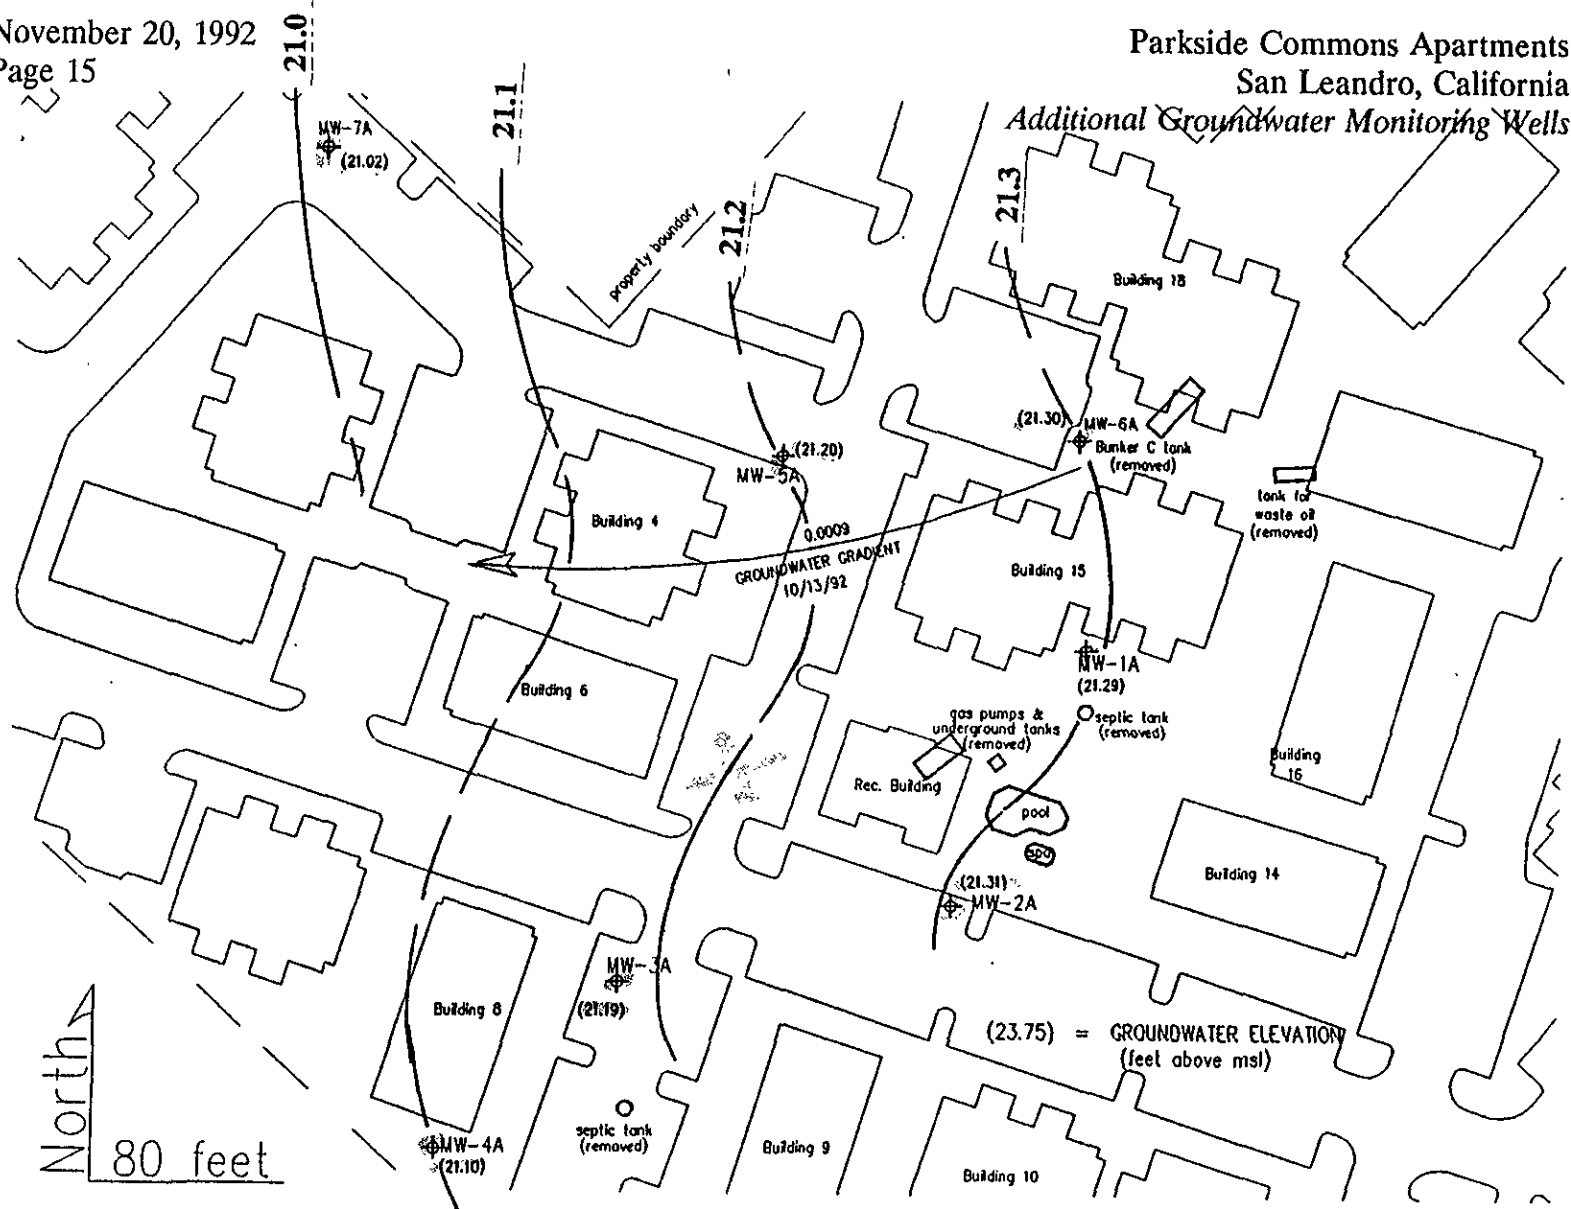 November 20, 1992
Page 15
Parkside Commons Apartments
San Leandro, California
Additional Groundwater Monitoring Wells
21.0
21.1
21.2
21.3
MW-7A
(21.02)
property boundary
Building 18
(21.30)
MW-6A
Bunker C tank
(removed)
(21.20)
MW-5A
tank for
waste oil
(removed)
Building 4
0.0009
GROUNDWATER GRADIENT
10/13/92
Building 15
MW-1A
(21.29)
Building 6
gas pumps &
underground tanks
(removed)
septic tank
(removed)
Building
16
Rec. Building
pool
spa
Building 14
(21.31)
MW-2A
MW-3A
(21.19)
Building 8
(23.75) = GROUNDWATER ELEVATION
(feet above msl)
North
80 feet
MW-4A
(21.10)
septic tank
(removed)
Building 9
Building 10